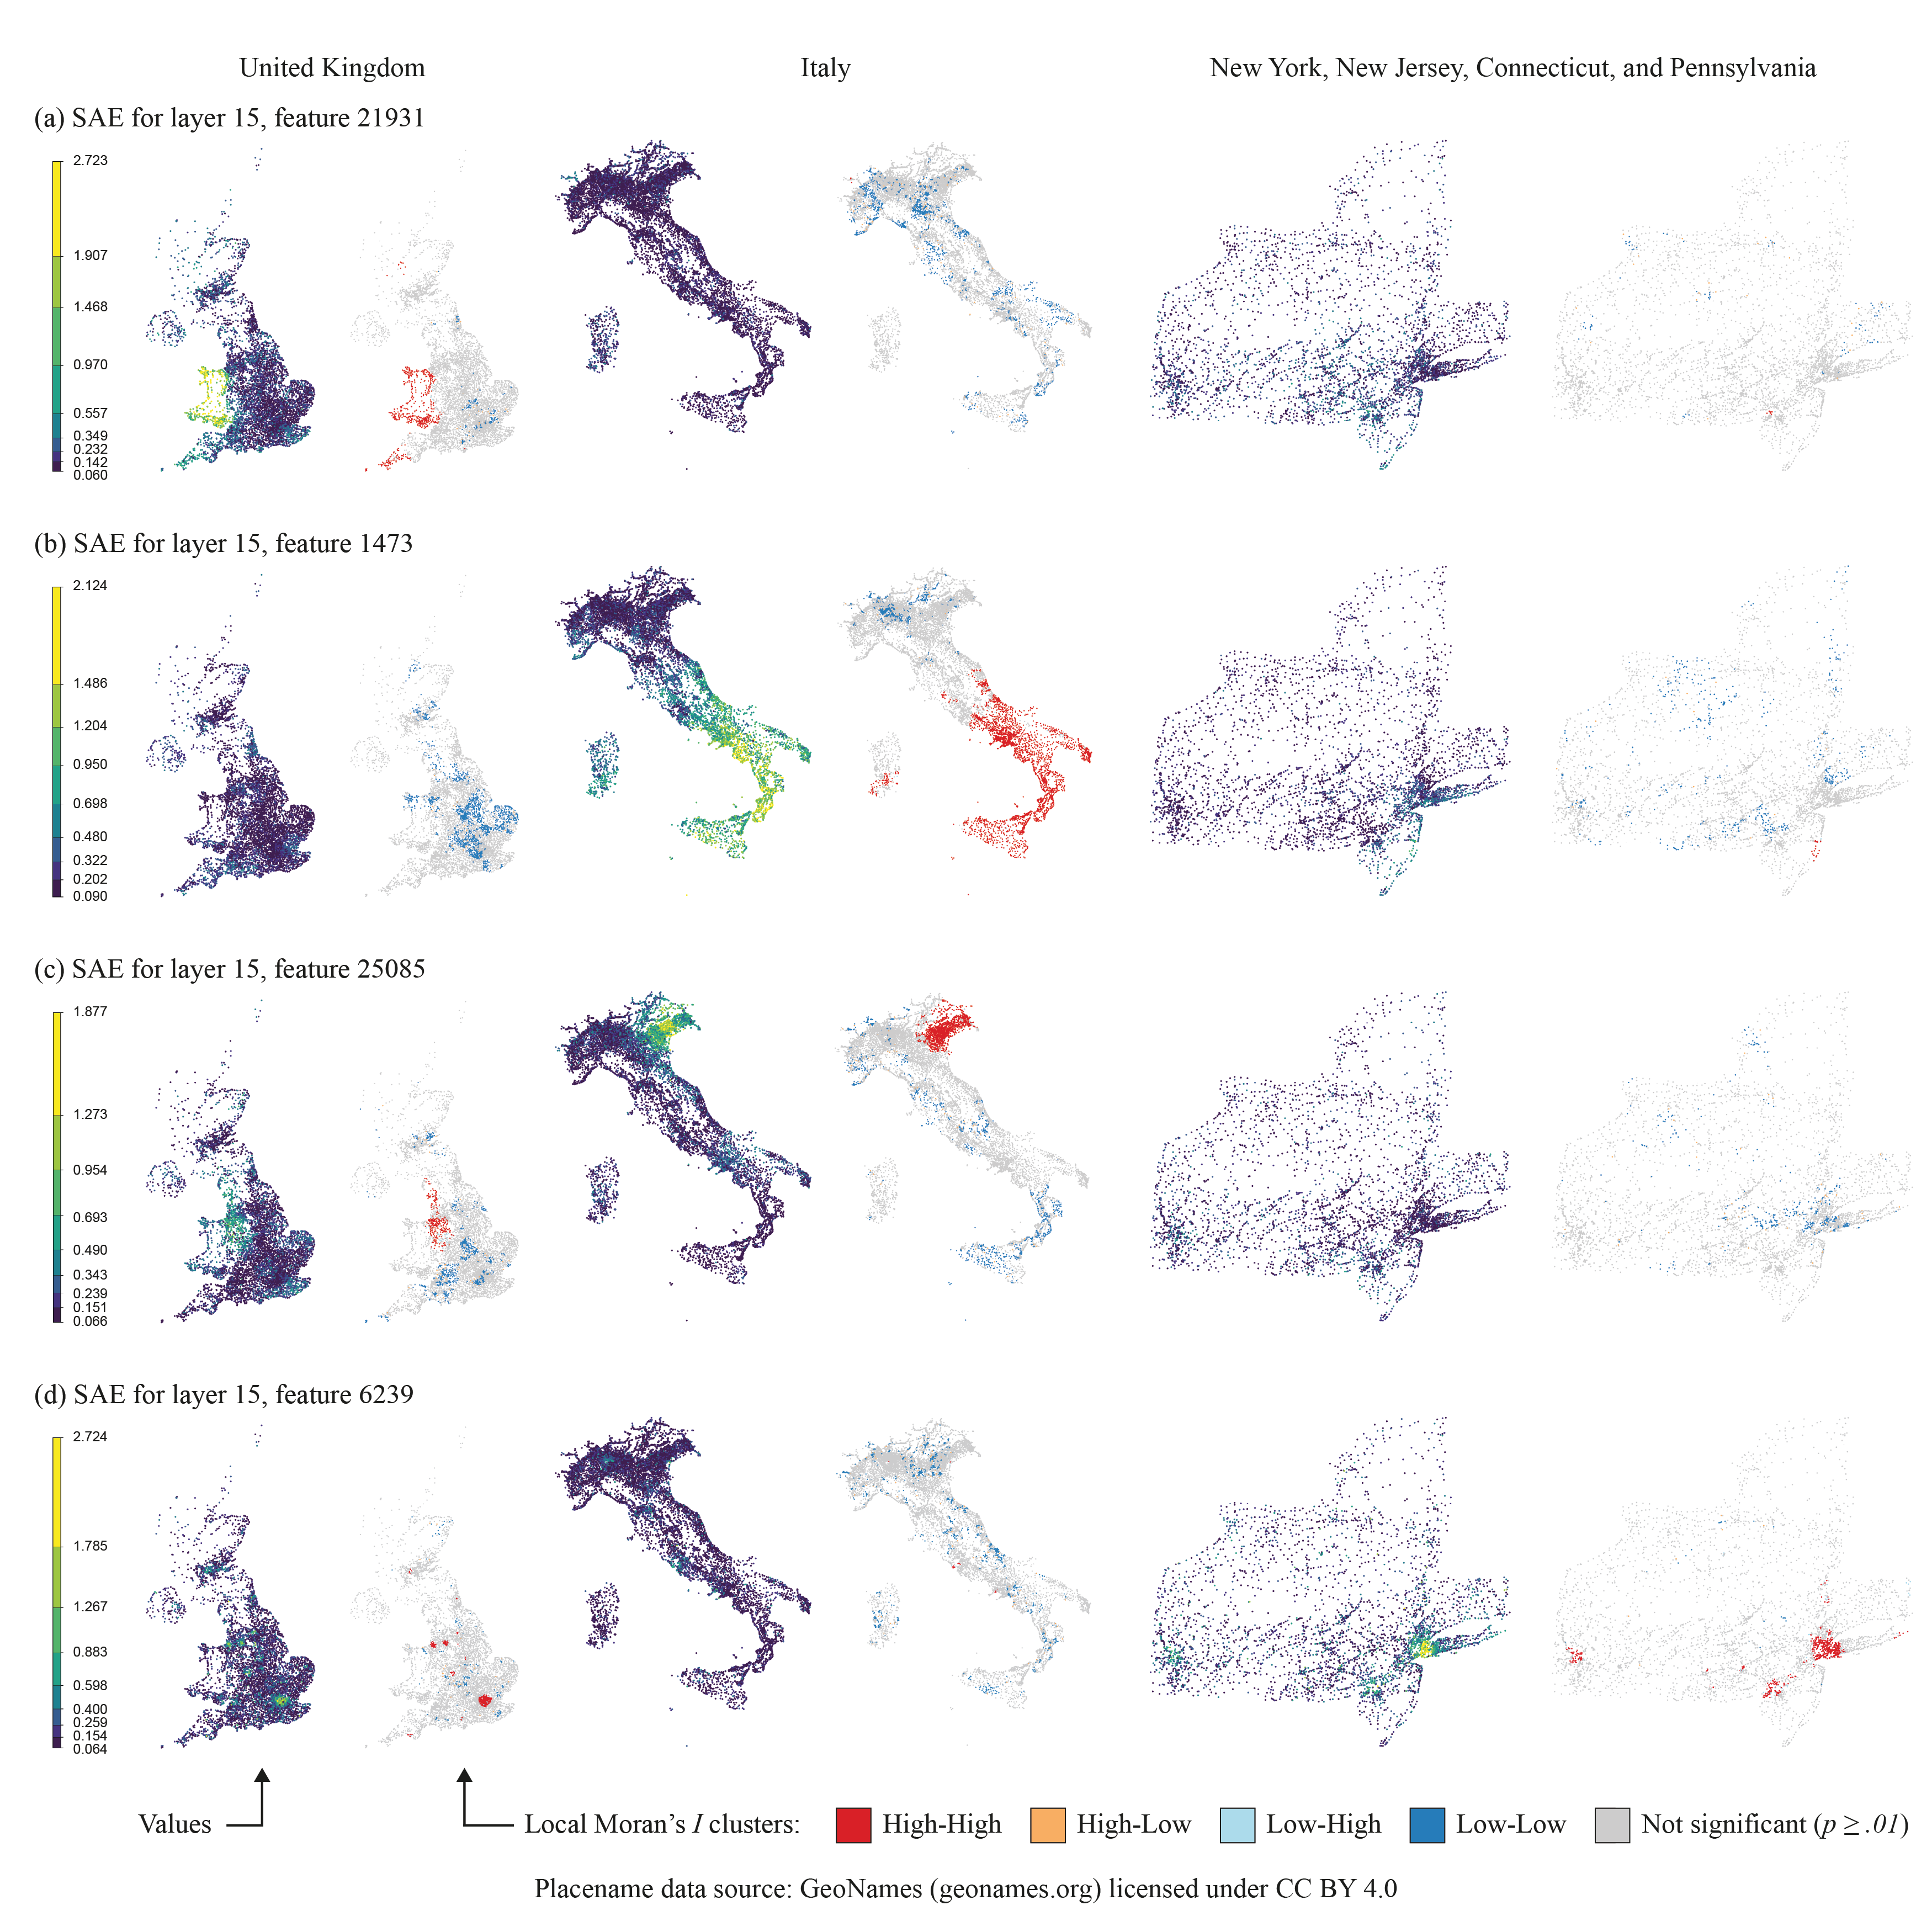 United Kingdom
Italy
New York, New Jersey, Connecticut, and Pennsylvania
(a) SAE for layer 15, feature 21931
2.723
1.907
1.468
0.970
0.557
0.349
0.232
0.142
0.060
(b) SAE for layer 15, feature 1473
2.124
1.486
1.204
0.950
0.698
0.480
0.322
0.202
0.090
(c) SAE for layer 15, feature 25085
1.877
1.273
0.954
0.693
0.490
0.343
0.239
0.151
0.066
(d) SAE for layer 15, feature 6239
2.724
1.785
1.267
0.883
0.598
0.400
0.259
0.154
0.064
Values
Local Moran's I clusters:
High-High
High-Low
Low-High
Low-Low
Not significant (p ≥ .01)
Placename data source: GeoNames (geonames.org) licensed under CC BY 4.0